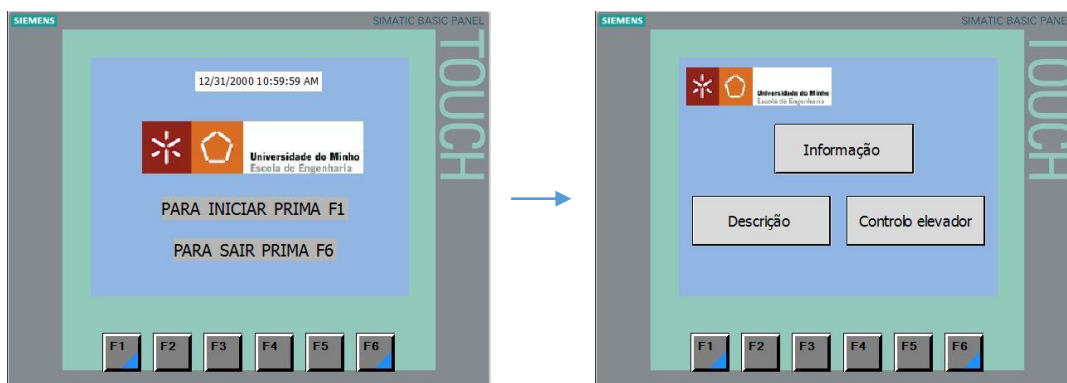 SIEMENS
SIMATIC BASIC PANEL
TOUCH
12/31/2000 10:59:59 AM
Universidade do Minho
Escola de Engenharia
PARA INICIAR PRIMA F1
PARA SAIR PRIMA F6
F1 F2 F3 F4 F5 F6
SIEMENS
SIMATIC BASIC PANE
TOUCH
Universidade do Minho
Escola de Engenharia
Informação
Descrição
Controlo elevador
F1 F2 F3 F4 F5 F6